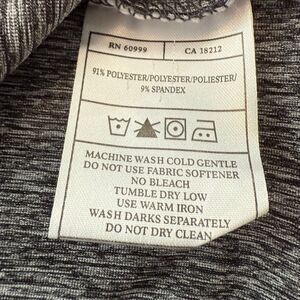 RN 60999 CA 18212
91% POLYESTER/POLYESTER/POLIESTER/
9% SPANDEX
MACHINE WASH COLD GENTLE
DO NOT USE FABRIC SOFTENER
NO BLEACH
TUMBLE DRY LOW
USE WARM IRON
WASH DARKS SEPARATELY
DO NOT DRY CLEAN